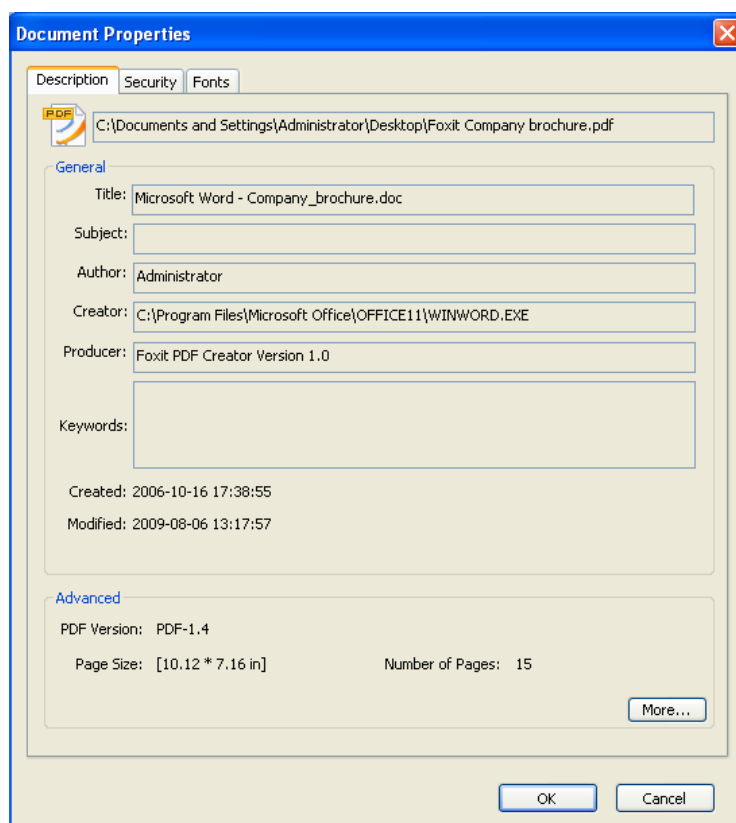 Document Properties
Description Security Fonts
PDF
C:\Documents and Settings\Administrator\Desktop\Foxit Company brochure.pdf
General
Title: Microsoft Word - Company_brochure.doc
Subject:
Author: Administrator
Creator: C:\Program Files\Microsoft Office\OFFICE11\WINWORD.EXE
Producer: Foxit PDF Creator Version 1.0
Keywords:
Created: 2006-10-16 17:38:55
Modified: 2009-08-06 13:17:57
Advanced
PDF Version: PDF-1.4
Page Size: [10.12 * 7.16 in] Number of Pages: 15
More...
OK Cancel